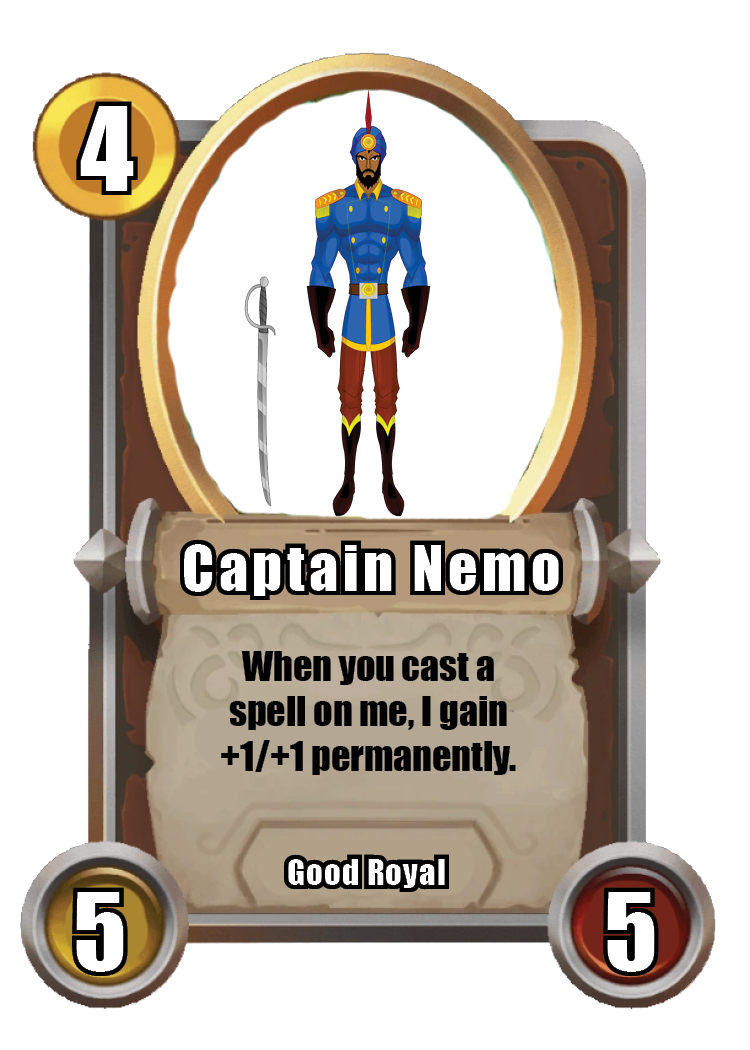 4
Captain Nemo
When you cast a
spell on me, I gain
+1/+1 permanently.
Good Royal
5
5